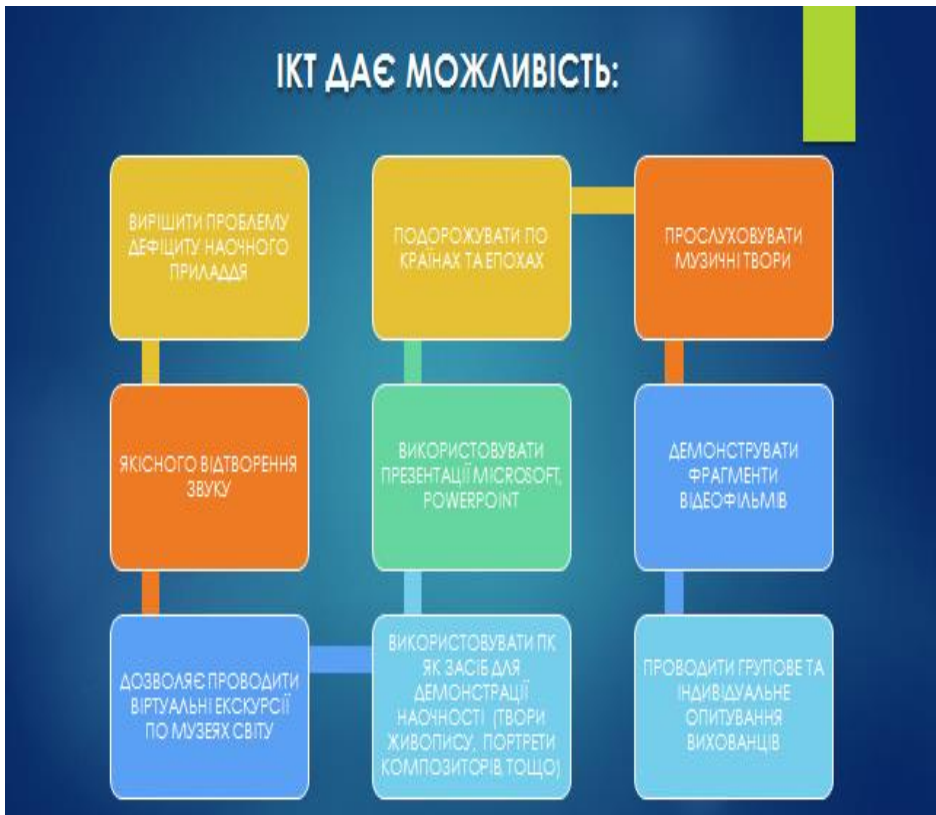 ІКТ ДАЄ МОЖЛИВІСТЬ:
ВИРІШИТИ ПРОБЛЕМУ
ДЕФІЦИТУ НАОЧНОГО
ПРИЛАДДЯ
ЯКІСНОГО ВІДТВОРЕННЯ
ЗВУКУ
ДОЗВОЛЯЄ ПРОВОДИТИ
ВІРТУАЛЬНІ ЕКСКУРСІЇ
ПО МУЗЕЯХ СВІТУ
ВИКОРИСТОВУВАТИ ПК
ЯК ЗАСІБ ДЛЯ
ДЕМОНСТРАЦІЇ
НАОЧНОСТІ (ТВОРИ
ЖИВОПИСУ, ПОРТРЕТИ
КОМПОЗИТОРІВ, ТОЩО)
ВИКОРИСТОВУВАТИ
ПРЕЗЕНТАЦІЇ MICROSOFT,
POWERPOINT
ПОДОРОЖУВАТИ ПО
КРАЇНАХ ТА ЕПОХАХ
ПРОСЛУХОВУВАТИ
МУЗИЧНІ ТВОРИ
ДЕМОНСТРУВАТИ
ФРАГМЕНТИ
ВІДЕОФІЛЬМІВ
ПРОВОДИТИ ГРУПОВЕ ТА
ІНДИВІДУАЛЬНЕ
ОПИТУВАННЯ
ВИХОВАНЦІВ